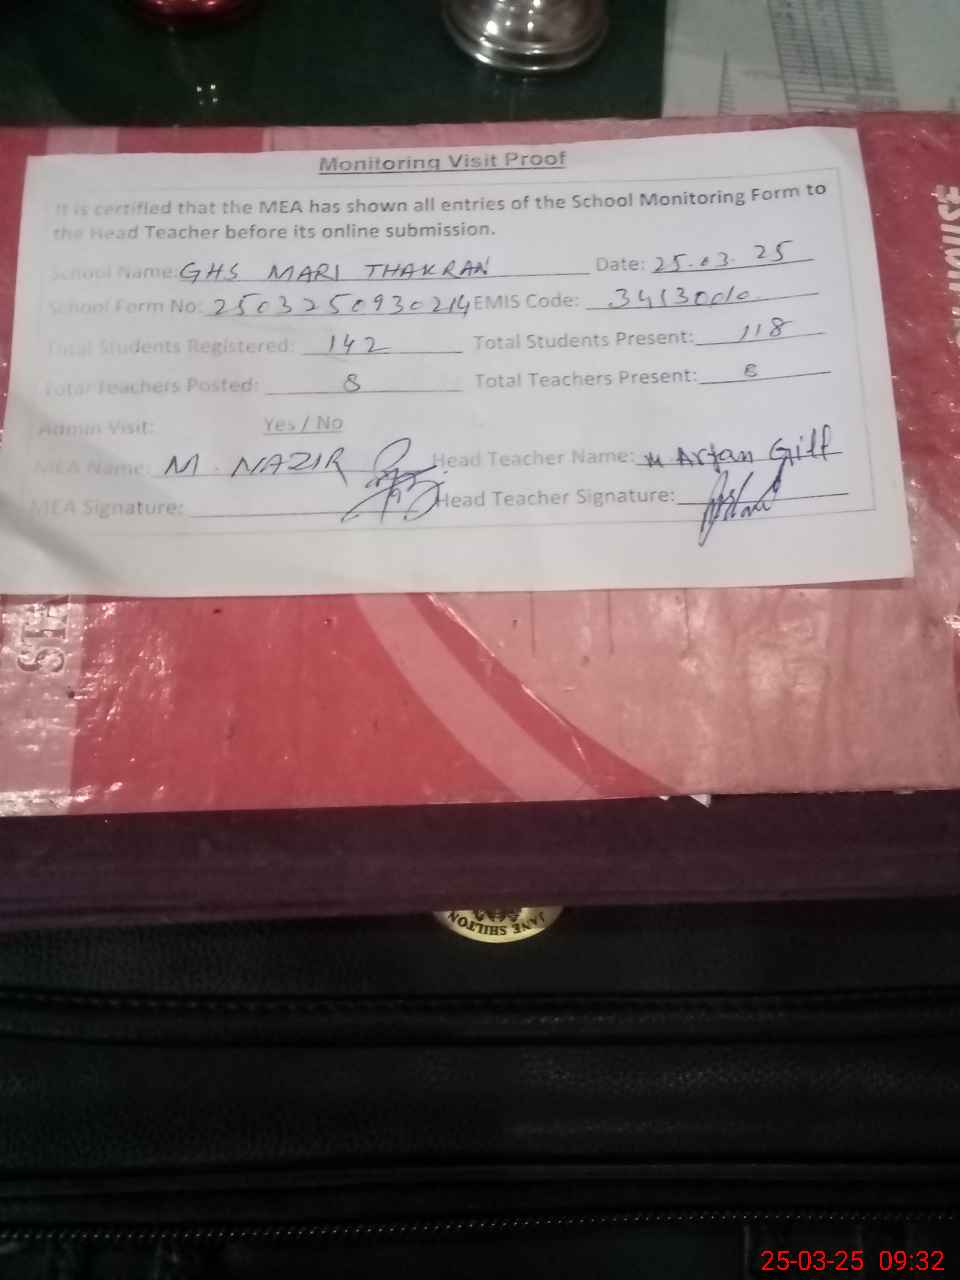 Monitoring Visit Proof
It is certified that the MEA has shown all entries of the School Monitoring Form to
the Head Teacher before its online submission.
School Name: GHS MARI THAKRAN Date: 25.03.25
School Form No: 2503250930214 EMIS Code:
Total Students Registered: 142 Total Students Present: 118
Total Teachers Posted: 8 Total Teachers Present: 8
Admin Visit: Yes / No
MEA Name: M. NAZIR Head Teacher Name: M Arfan Gill
MEA Signature: Head Teacher Signature:
JANE SHILTON
25-03-25 09:32